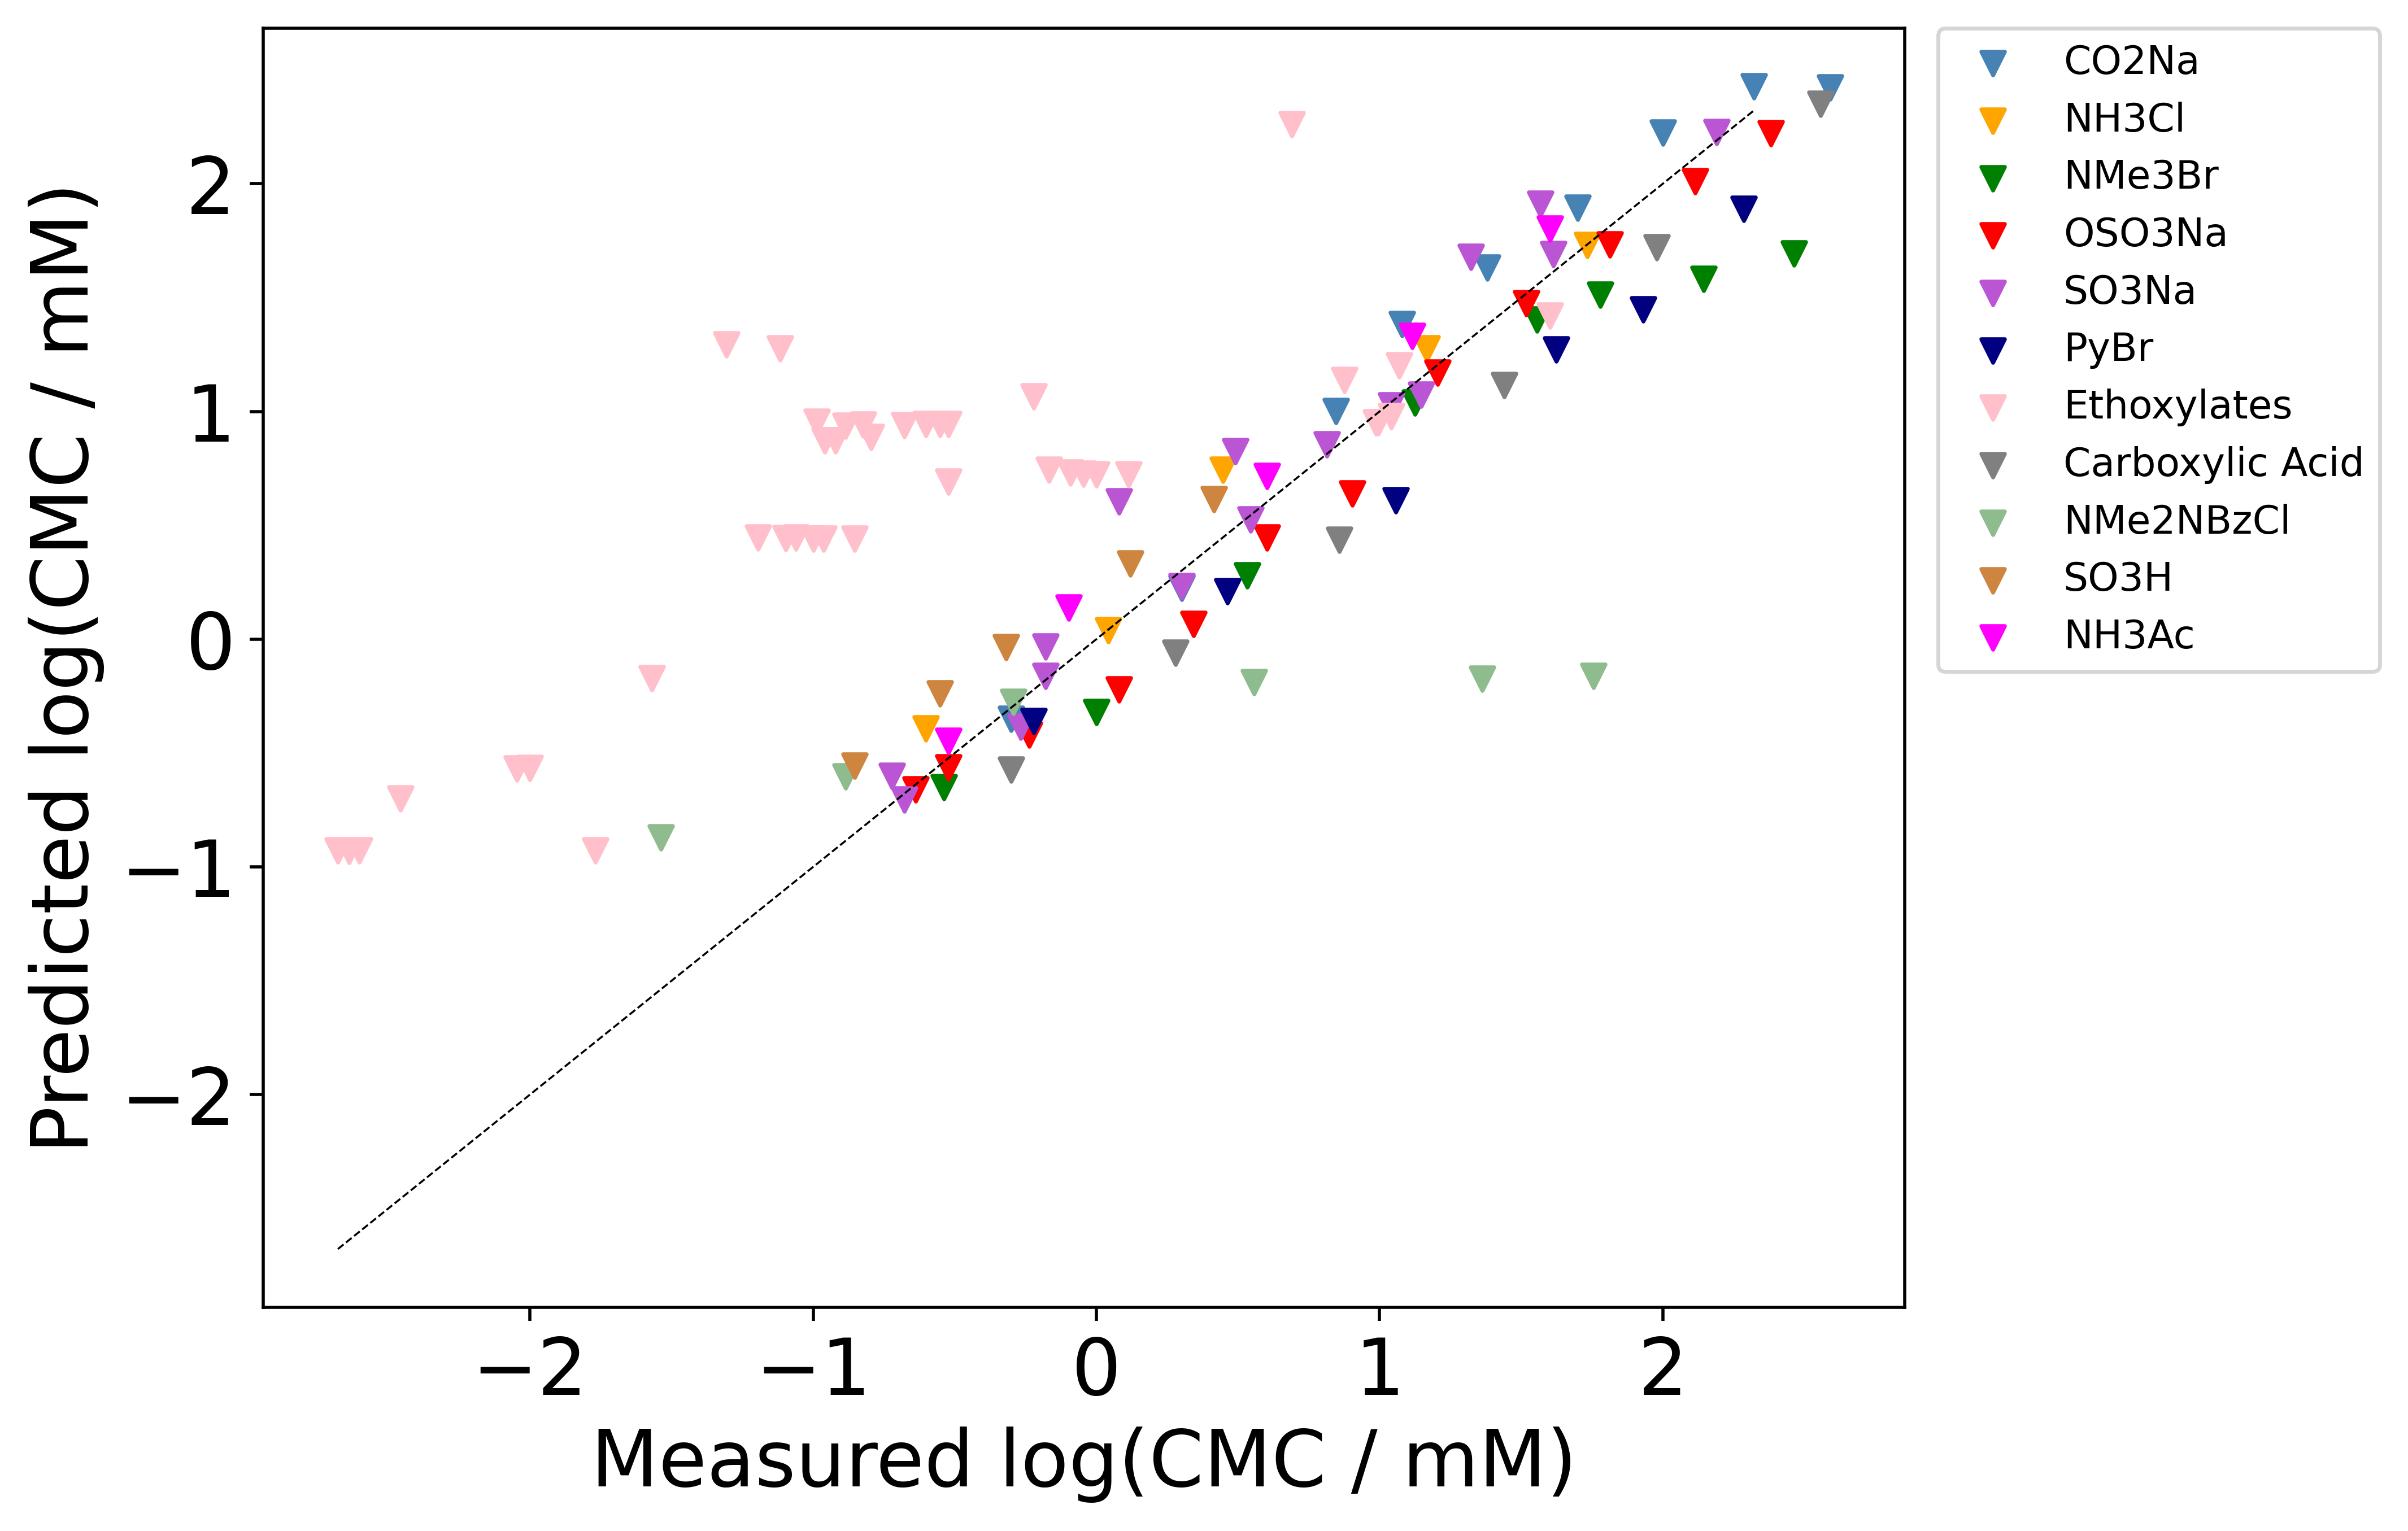 Predicted log(CMC / mM)
2
1
0
−1
−2
−2
−1
0
1
2
Measured log(CMC / mM)
CO2Na
NH3Cl
NMe3Br
OSO3Na
SO3Na
PyBr
Ethoxylates
Carboxylic Acid
NMe2NBzCl
SO3H
NH3Ac